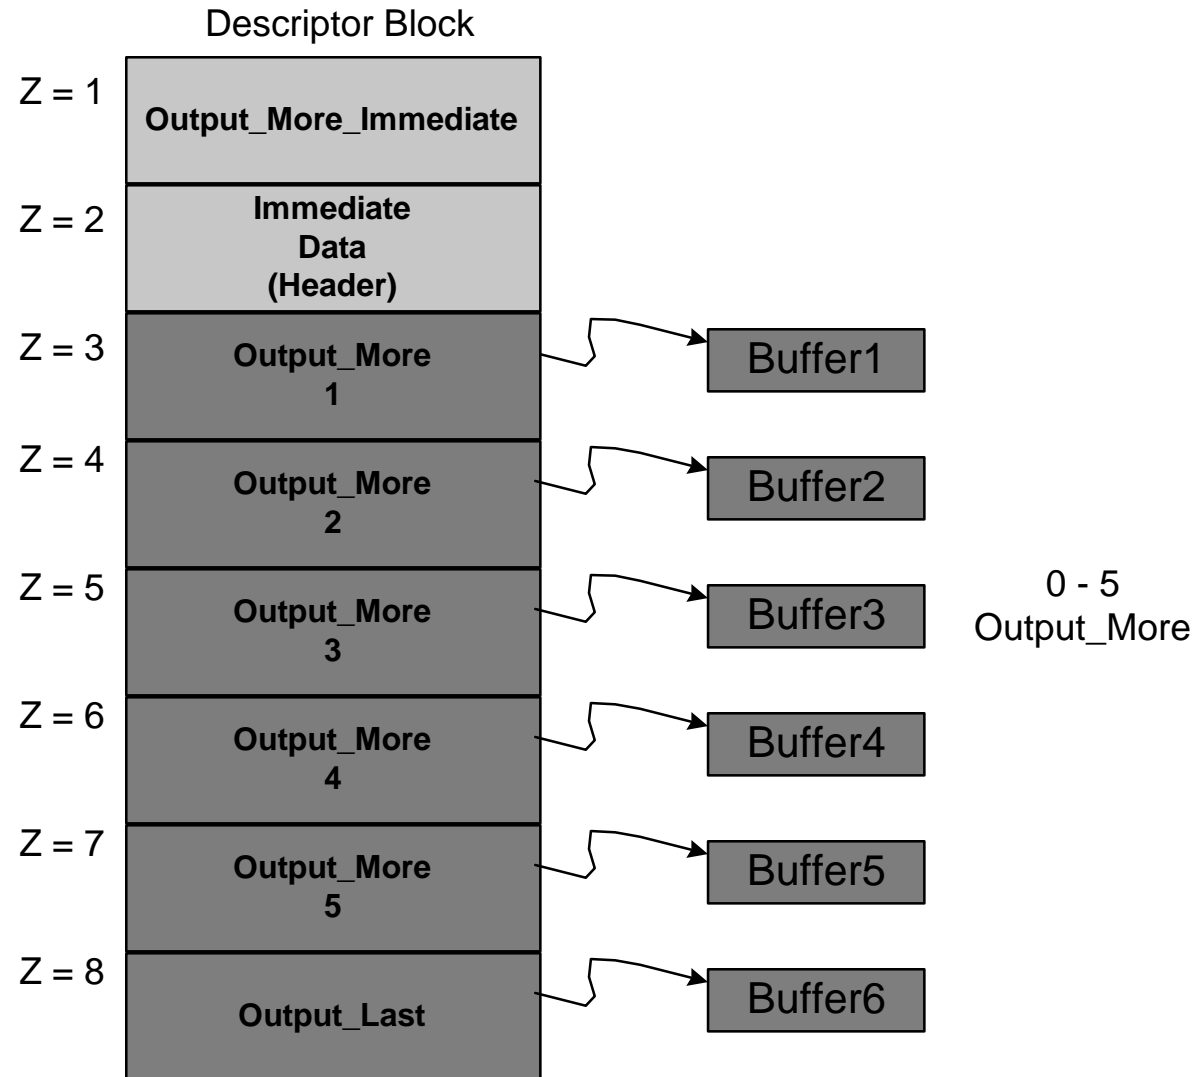 Descriptor Block
Z = 1
Output_More_Immediate
Z = 2
Immediate
Data
(Header)
Z = 3
Output_More
1
Buffer1
Z = 4
Output_More
2
Buffer2
Z = 5
Output_More
3
Buffer3
0 - 5
Output_More
Z = 6
Output_More
4
Buffer4
Z = 7
Output_More
5
Buffer5
Z = 8
Output_Last
Buffer6